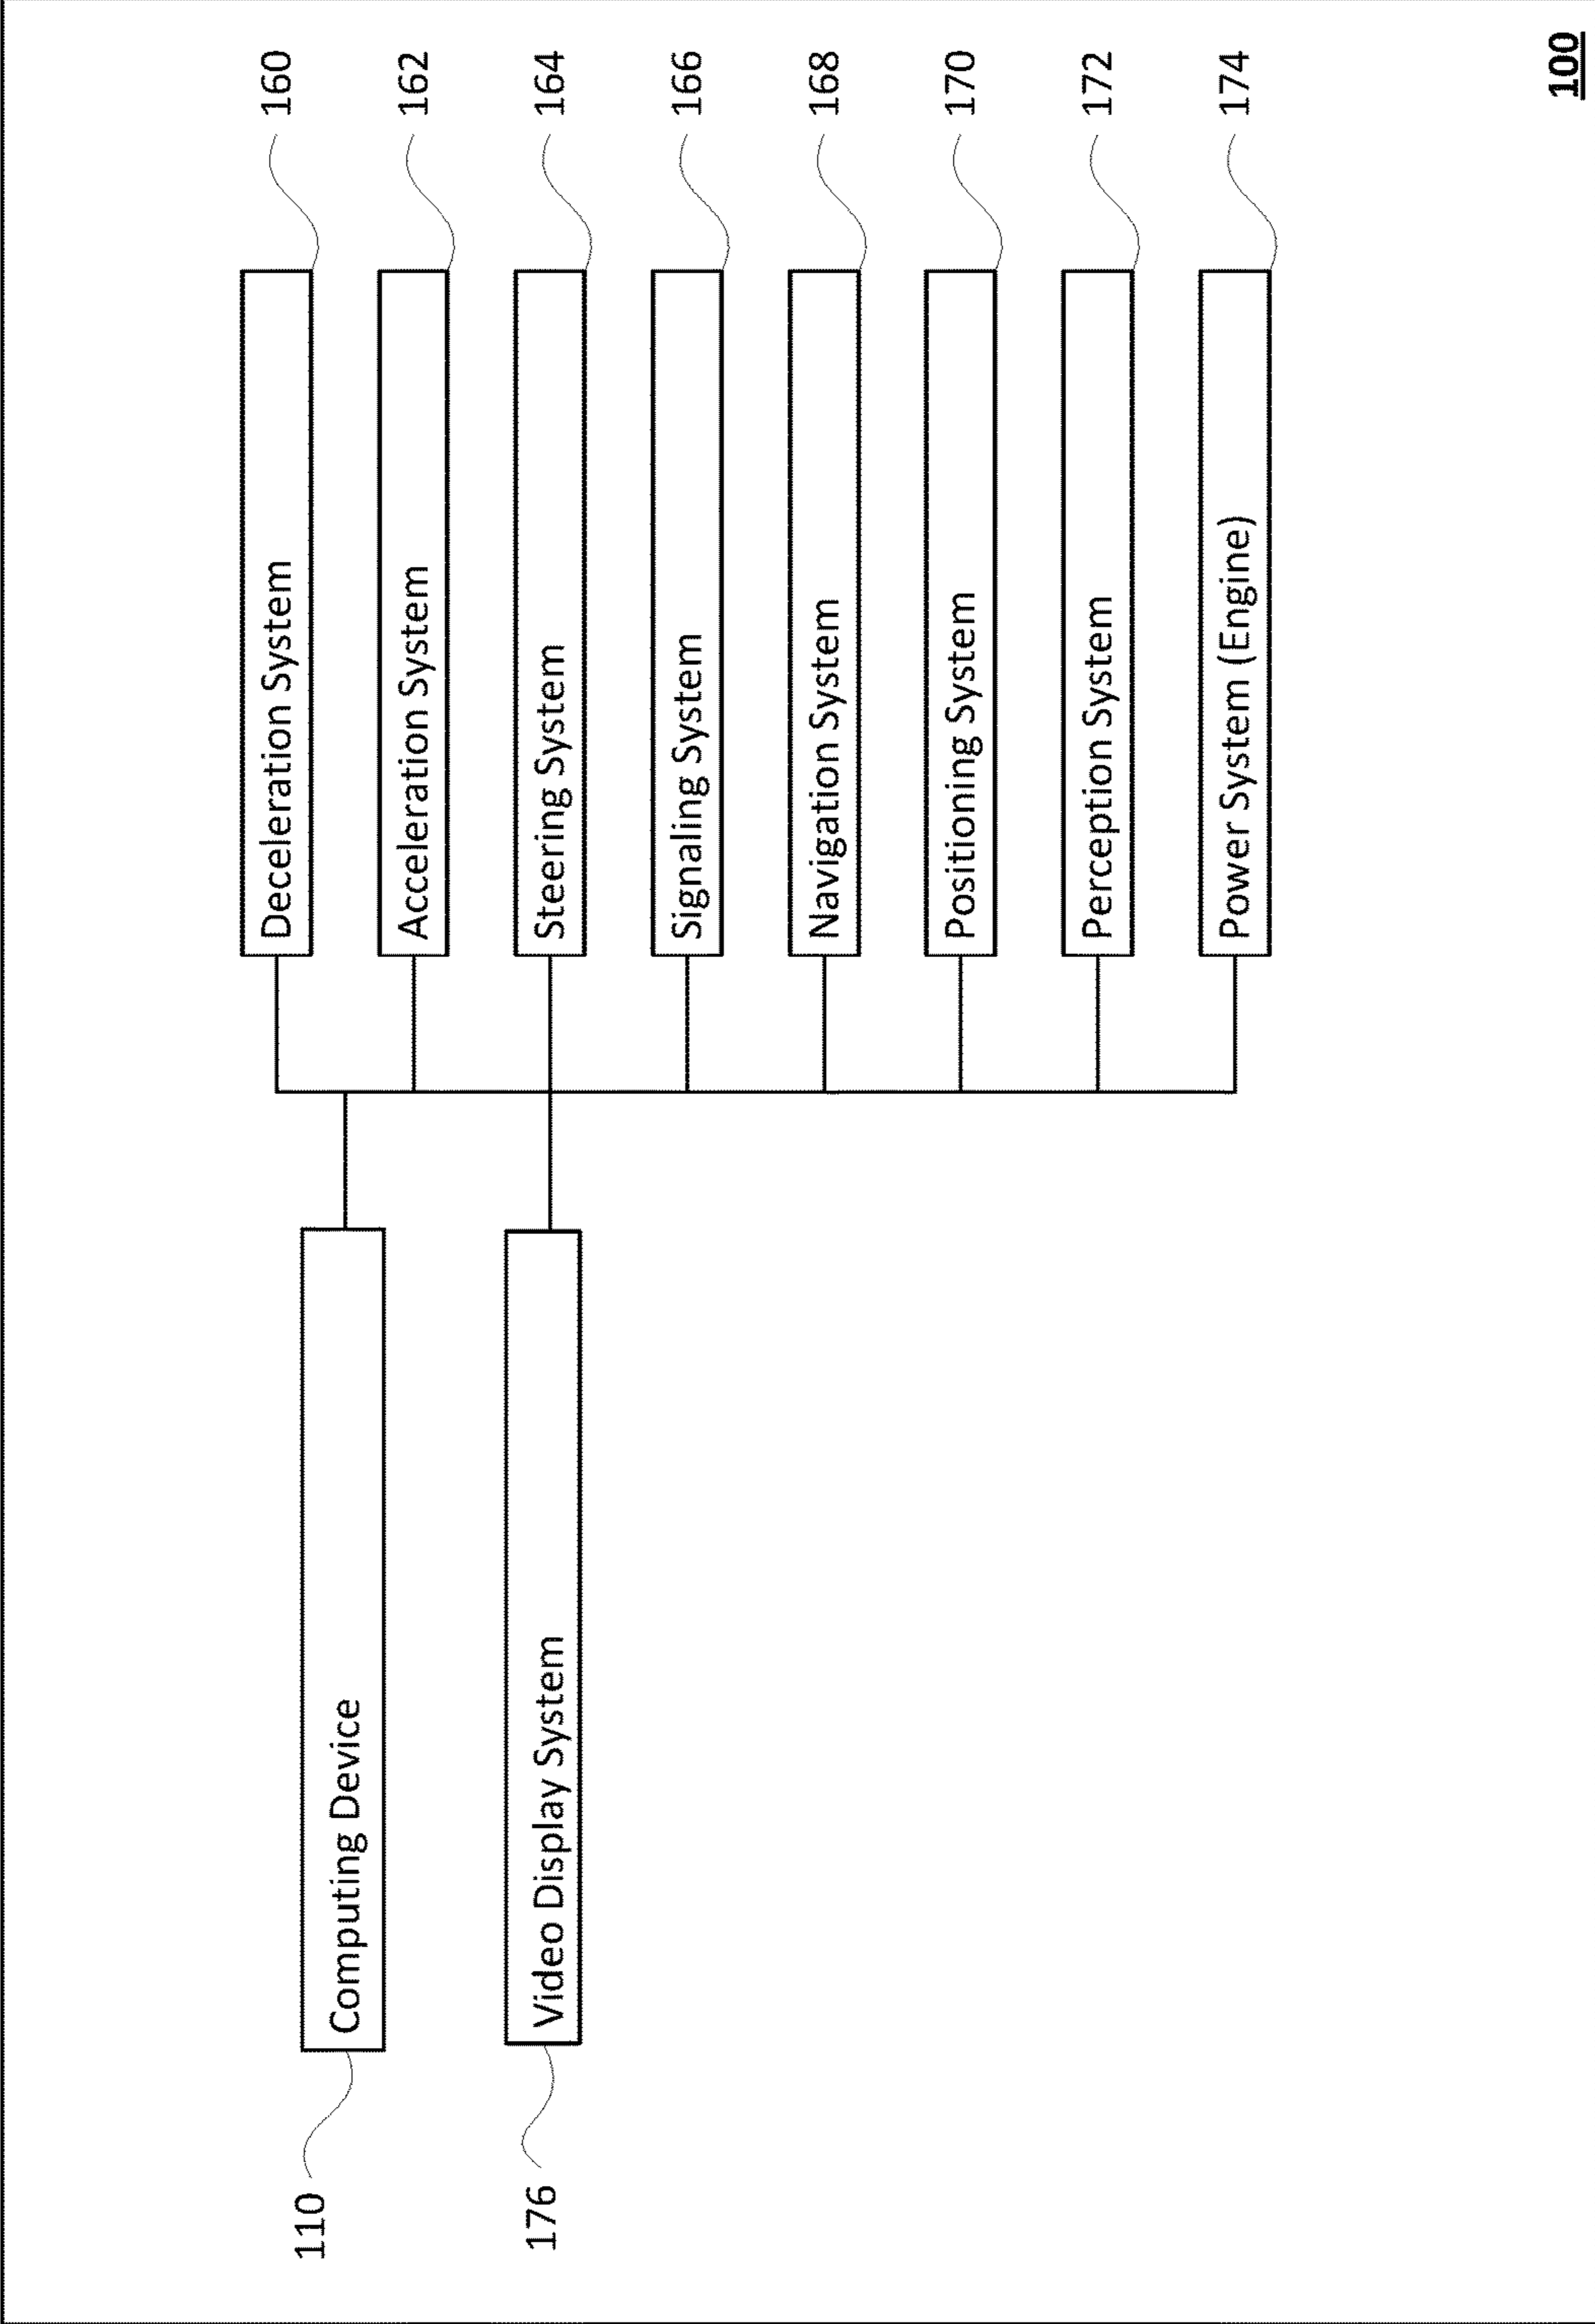 110
Computing Device
176
Video Display System
Deceleration System
160
Acceleration System
162
Steering System
164
Signaling System
166
Navigation System
168
Positioning System
170
Perception System
172
Power System (Engine)
174
100